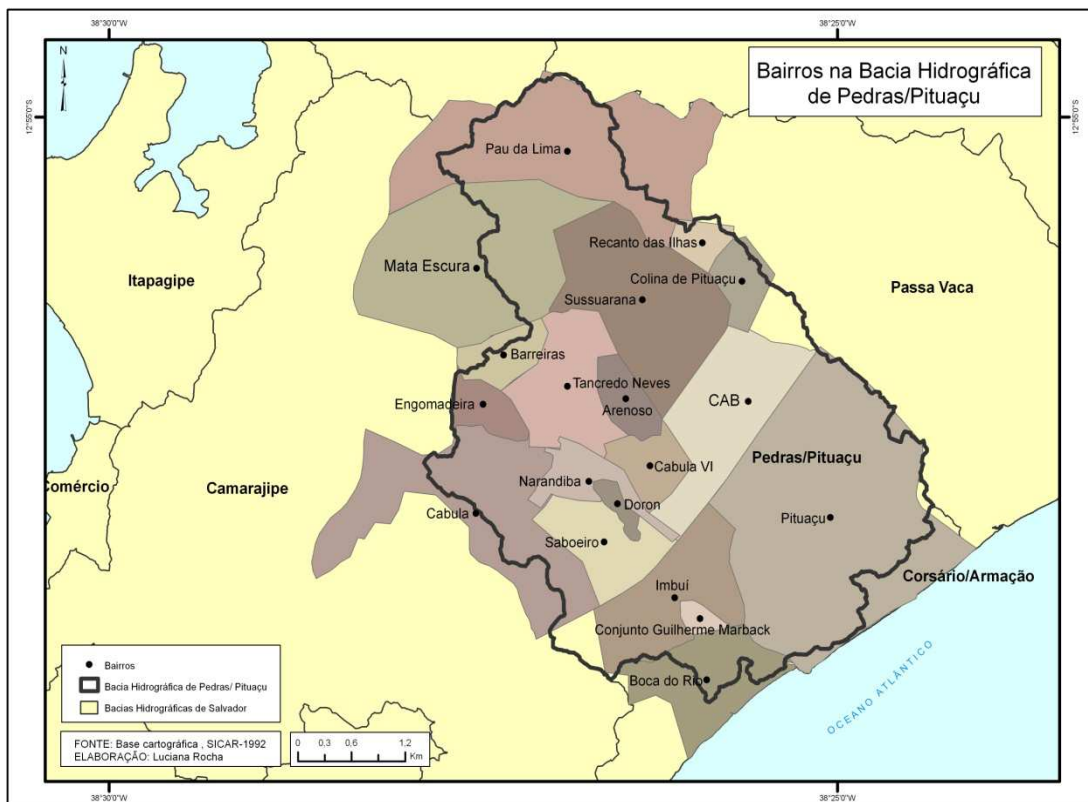 38°30'0"W
38°25'0"W
N
Bairros na Bacia Hidrográfica
de Pedras/Pituaçu
12°55'0"S
12°55'0"S
Pau da Lima
Recanto das Ilhas
Mata Escura
Colina de Pituaçu
Itapagipe
Passa Vaca
Sussuarana
Barreiras
Tancredo Neves
Engomadeira
Arenoso
CAB
Pedras/Pituaçu
Cabula VI
Narandiba
Comércio
Camarajipe
Doron
Cabula
Pituaçu
Saboeiro
Corsário/Armação
Imbuí
Conjunto Guilherme Marback
Boca do Rio
OCEANO ATLÂNTICO
Bairros
Bacia Hidrográfica de Pedras/ Pituaçu
Bacias Hidrográficas de Salvador
FONTE: Base cartográfica , SICAR-1992
ELABORAÇÃO: Luciana Rocha
0 0,3 0,6 1,2
Km
38°30'0"W
38°25'0"W